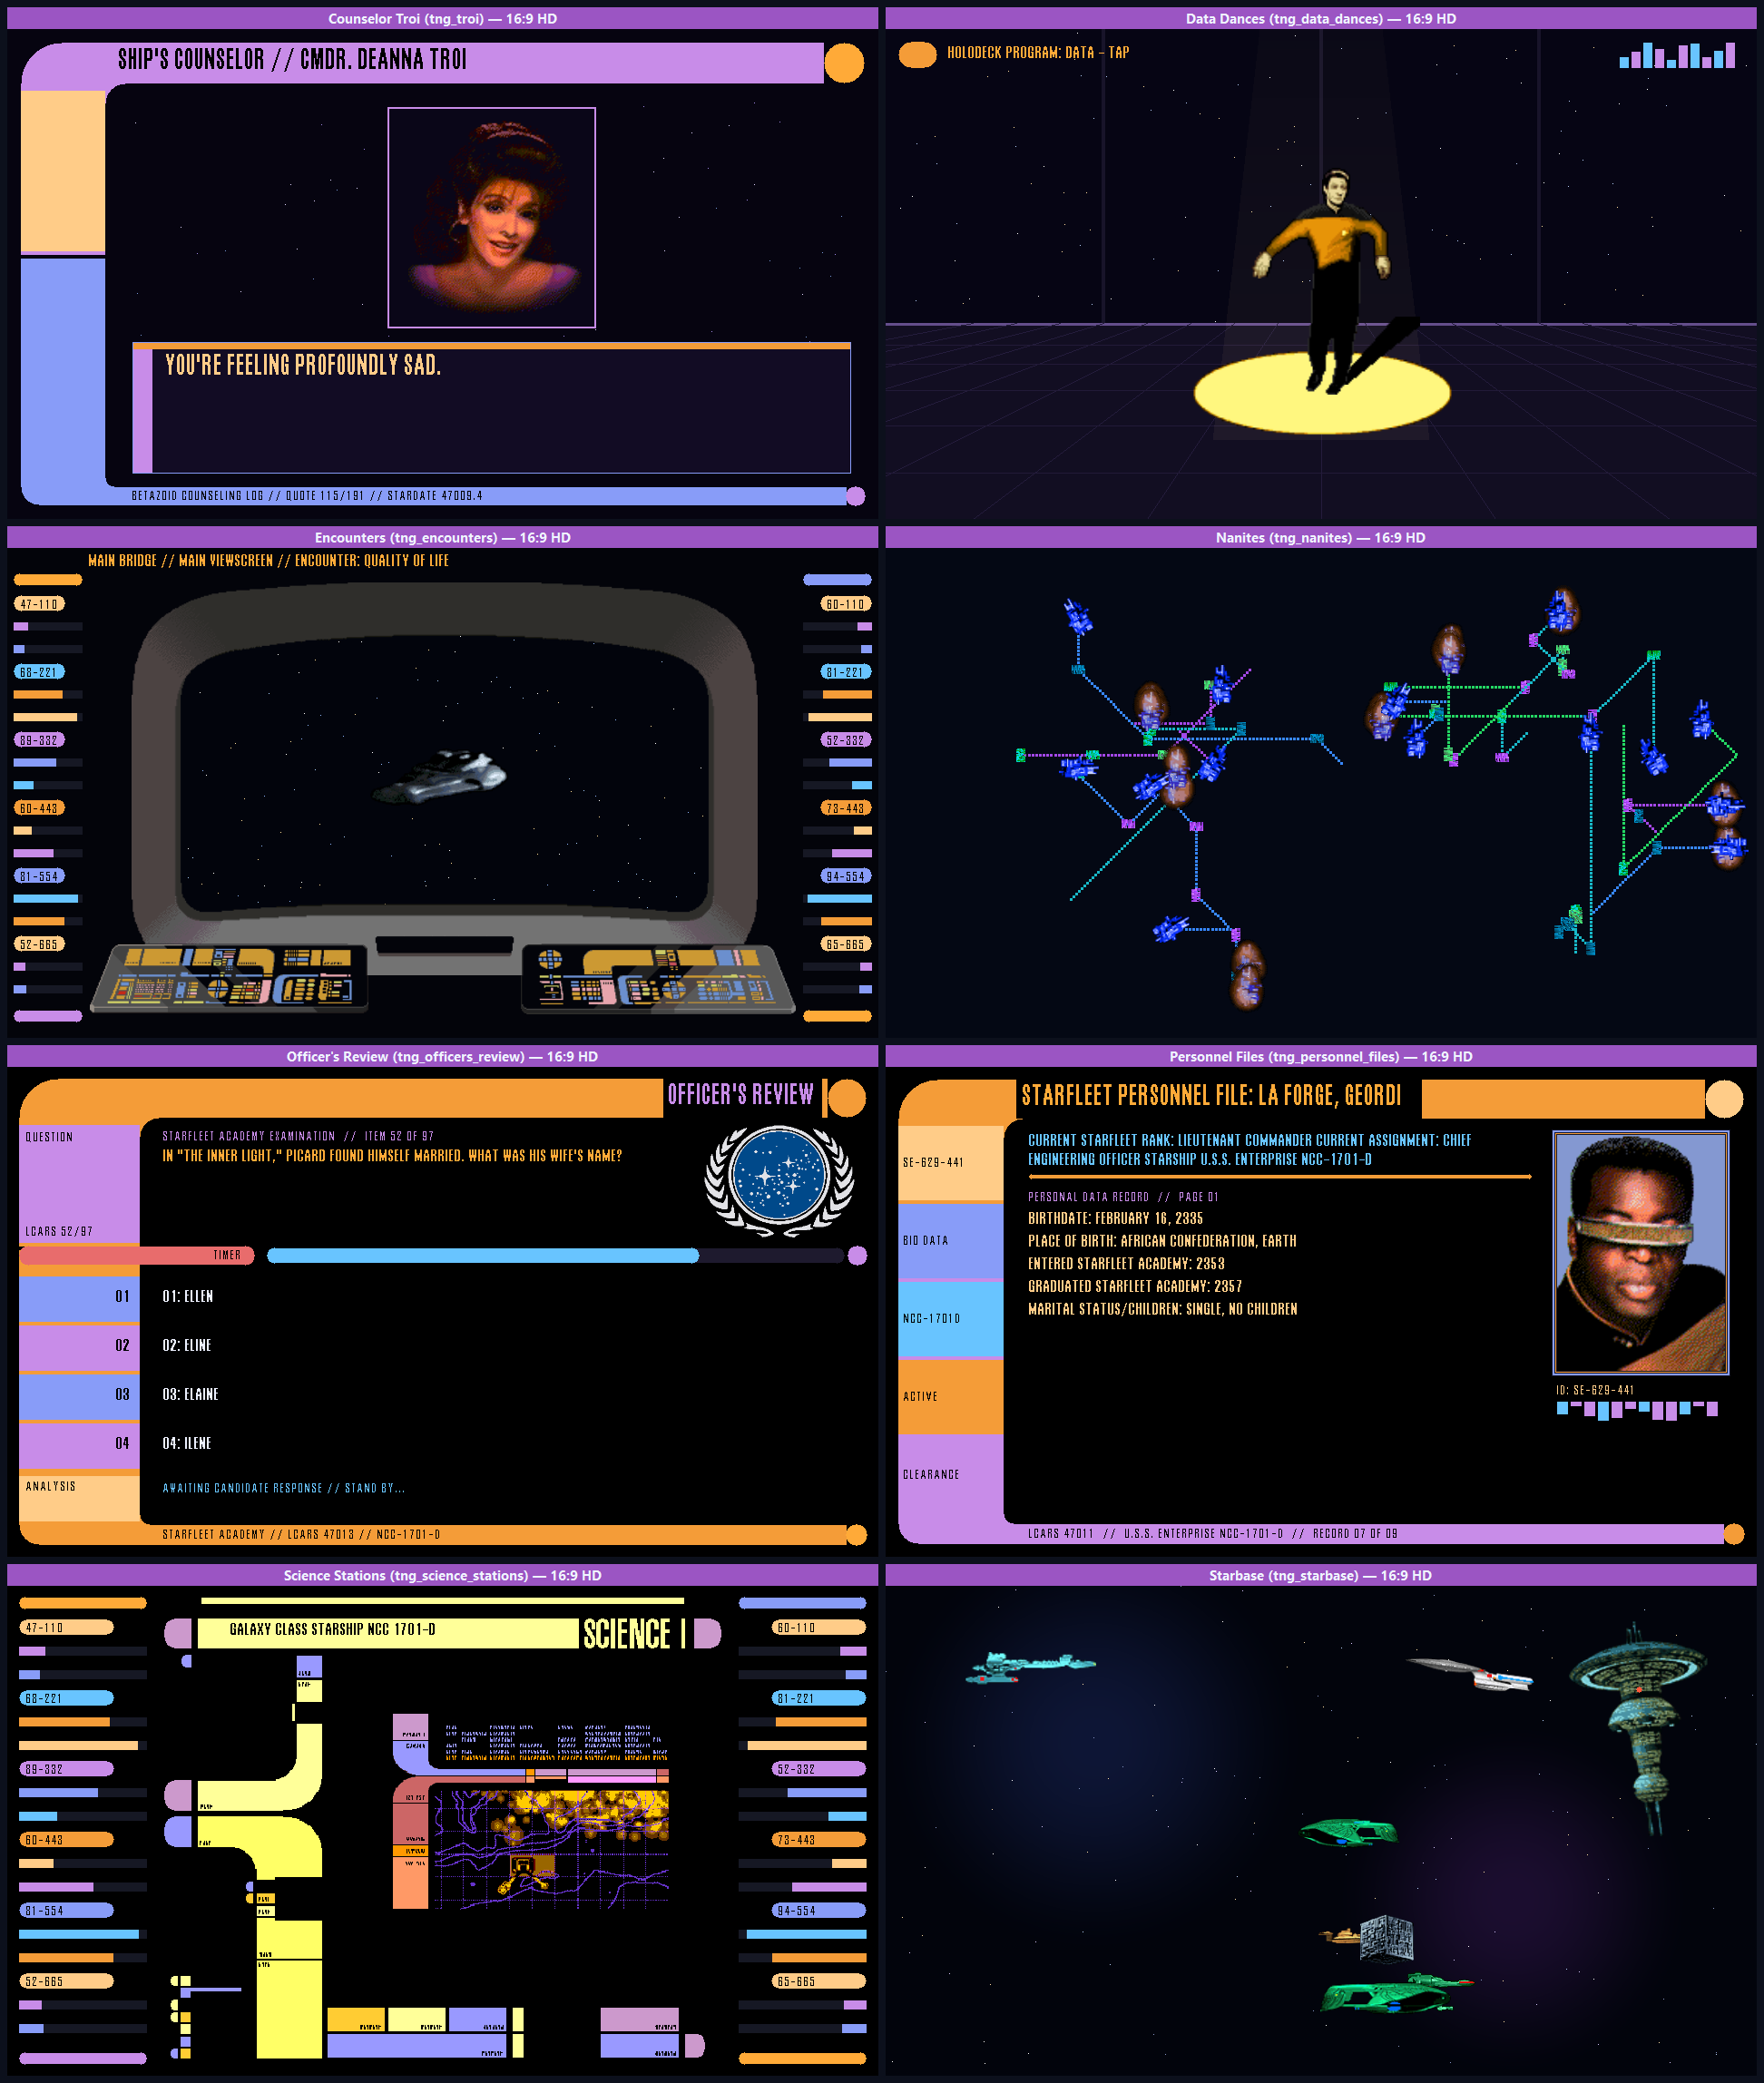 Counselor Troi (tng_troi) — 16:9 HD
SHIP'S COUNSELOR // CMDR. DEANNA TROI
YOU'RE FEELING PROFOUNDLY SAD.
BETAZOID COUNSELING LOG // QUOTE 115/191 // STARDATE 47009.4
Data Dances (tng_data_dances) — 16:9 HD
HOLODECK PROGRAM: DATA - TAP
Encounters (tng_encounters) — 16:9 HD
MAIN BRIDGE // MAIN VIEWSCREEN // ENCOUNTER: QUALITY OF LIFE
47-110
68-221
89-332
60-443
81-554
52-665
60-110
81-221
52-332
73-443
94-554
65-665
Nanites (tng_nanites) — 16:9 HD
Officer's Review (tng_officers_review) — 16:9 HD
OFFICER'S REVIEW
QUESTION
STARFLEET ACADEMY EXAMINATION // ITEM 52 OF 97
IN "THE INNER LIGHT," PICARD FOUND HIMSELF MARRIED. WHAT WAS HIS WIFE'S NAME?
LCARS 52/97
TIMER
01
01: ELLEN
02
02: ELINE
03
03: ELAINE
04
04: ILENE
ANALYSIS
AWAITING CANDIDATE RESPONSE // STAND BY...
STARFLEET ACADEMY // LCARS 47013 // NCC-1701-D
Personnel Files (tng_personnel_files) — 16:9 HD
STARFLEET PERSONNEL FILE: LA FORGE, GEORDI
CURRENT STARFLEET RANK: LIEUTENANT COMMANDER CURRENT ASSIGNMENT: CHIEF
ENGINEERING OFFICER STARSHIP U.S.S. ENTERPRISE NCC-1701-D
SE-629-441
BIO DATA
NCC-1701D
ACTIVE
CLEARANCE
PERSONAL DATA RECORD // PAGE 01
BIRTHDATE: FEBRUARY 16, 2335
PLACE OF BIRTH: AFRICAN CONFEDERATION, EARTH
ENTERED STARFLEET ACADEMY: 2353
GRADUATED STARFLEET ACADEMY: 2357
MARITAL STATUS/CHILDREN: SINGLE, NO CHILDREN
ID: SE-629-441
LCARS 47011 // U.S.S. ENTERPRISE NCC-1701-D // RECORD 07 OF 09
Science Stations (tng_science_stations) — 16:9 HD
GALAXY CLASS STARSHIP NCC 1701-D
SCIENCE
47-110
68-221
89-332
60-443
81-554
52-665
60-110
81-221
52-332
73-443
94-554
65-665
Starbase (tng_starbase) — 16:9 HD